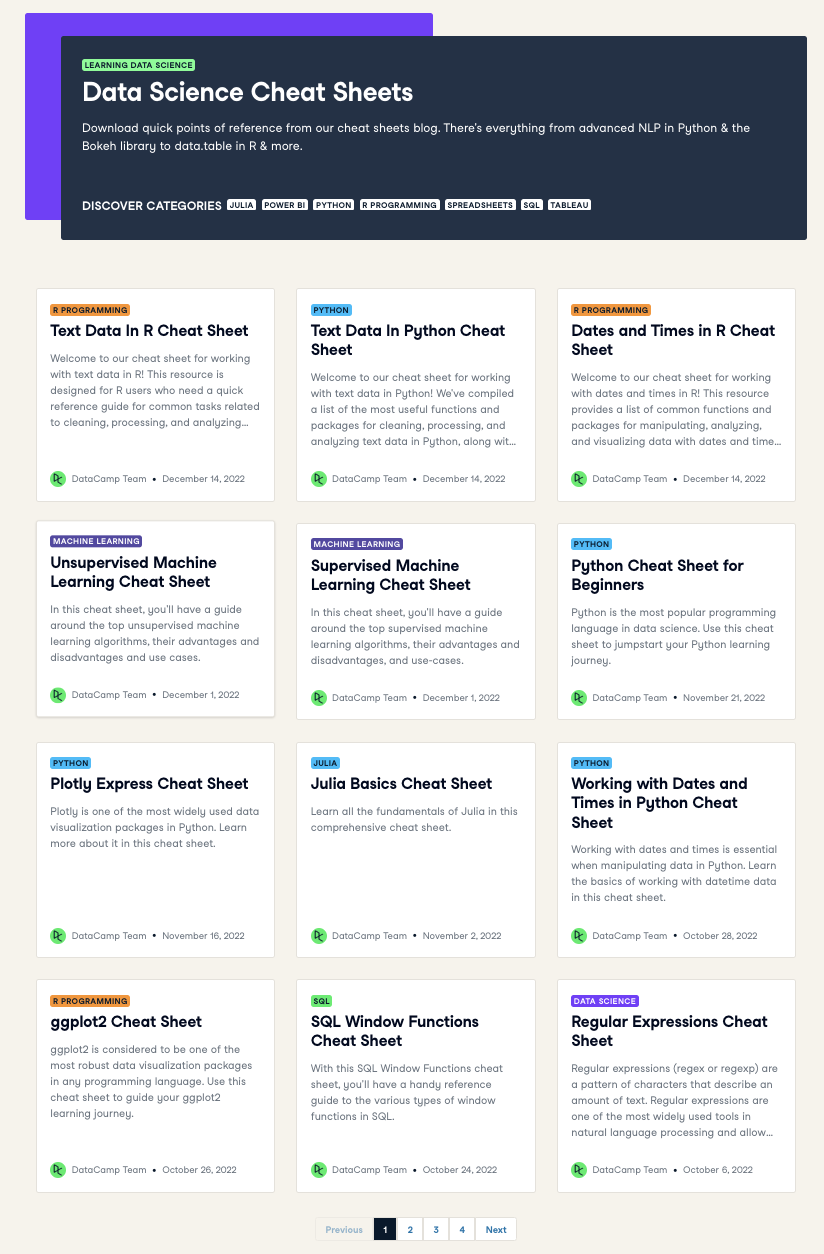 LEARNING DATA SCIENCE
Data Science Cheat Sheets
Download quick points of reference from our cheat sheets blog. There's everything from advanced NLP in Python & the
Bokeh library to data.table in R & more.
DISCOVER CATEGORIES JULIA POWER BI PYTHON R PROGRAMMING SPREADSHEETS SQL TABLEAU
R PROGRAMMING
Text Data In R Cheat Sheet
Welcome to our cheat sheet for working
with text data in R! This resource is
designed for R users who need a quick
reference guide for common tasks related
to cleaning, processing, and analyzing...
DataCamp Team • December 14, 2022
PYTHON
Text Data In Python Cheat
Sheet
Welcome to our cheat sheet for working
with text data in Python! We've compiled
a list of the most useful functions and
packages for cleaning, processing, and
analyzing text data in Python, along wit...
DataCamp Team • December 14, 2022
R PROGRAMMING
Dates and Times in R Cheat
Sheet
Welcome to our cheat sheet for working
with dates and times in R! This resource
provides a list of common functions and
packages for manipulating, analyzing,
and visualizing data with dates and time...
DataCamp Team • December 14, 2022
MACHINE LEARNING
Unsupervised Machine
Learning Cheat Sheet
In this cheat sheet, you'll have a guide
around the top unsupervised machine
learning algorithms, their advantages and
disadvantages and use cases.
DataCamp Team • December 1, 2022
MACHINE LEARNING
Supervised Machine
Learning Cheat Sheet
In this cheat sheet, you'll have a guide
around the top supervised machine
learning algorithms, their advantages and
disadvantages, and use-cases.
DataCamp Team • December 1, 2022
PYTHON
Python Cheat Sheet for
Beginners
Python is the most popular programming
language in data science. Use this cheat
sheet to jumpstart your Python learning
journey.
DataCamp Team • November 21, 2022
PYTHON
Plotly Express Cheat Sheet
Plotly is one of the most widely used data
visualization packages in Python. Learn
more about it in this cheat sheet.
DataCamp Team • November 16, 2022
JULIA
Julia Basics Cheat Sheet
Learn all the fundamentals of Julia in this
comprehensive cheat sheet.
DataCamp Team • November 2, 2022
PYTHON
Working with Dates and
Times in Python Cheat
Sheet
Working with dates and times is essential
when manipulating data in Python. Learn
the basics of working with datetime data
in this cheat sheet.
DataCamp Team • October 28, 2022
R PROGRAMMING
ggplot2 Cheat Sheet
ggplot2 is considered to be one of the
most robust data visualization packages
in any programming language. Use this
cheat sheet to guide your ggplot2
learning journey.
DataCamp Team • October 26, 2022
SQL
SQL Window Functions
Cheat Sheet
With this SQL Window Functions cheat
sheet, you'll have a handy reference
guide to the various types of window
functions in SQL.
DataCamp Team • October 24, 2022
DATA SCIENCE
Regular Expressions Cheat
Sheet
Regular expressions (regex or regexp) are
a pattern of characters that describe an
amount of text. Regular expressions are
one of the most widely used tools in
natural language processing and allow...
DataCamp Team • October 6, 2022
Previous 1 2 3 4 Next